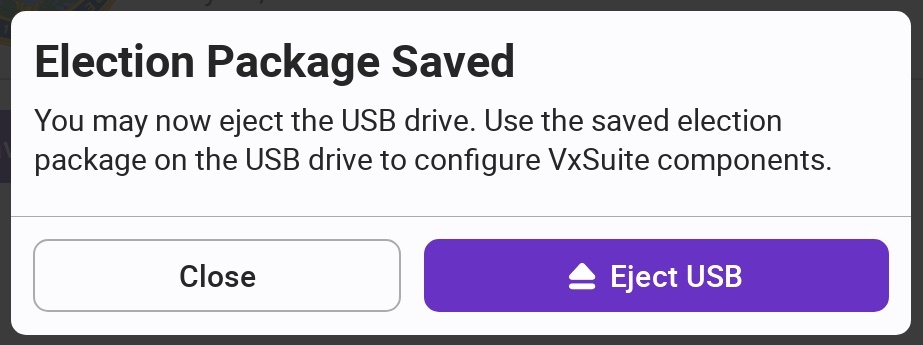 Election Package Saved
You may now eject the USB drive. Use the saved election
package on the USB drive to configure VxSuite components.
Close
Eject USB